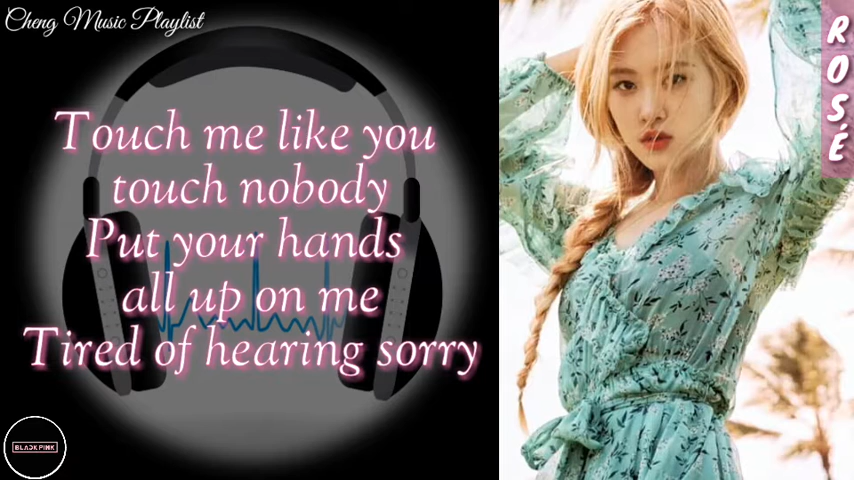 Cheng Music Playlist
Touch me like you
touch nobody
Put your hands
all up on me
Tired of hearing sorry
BLACKPINK
ROSÉ